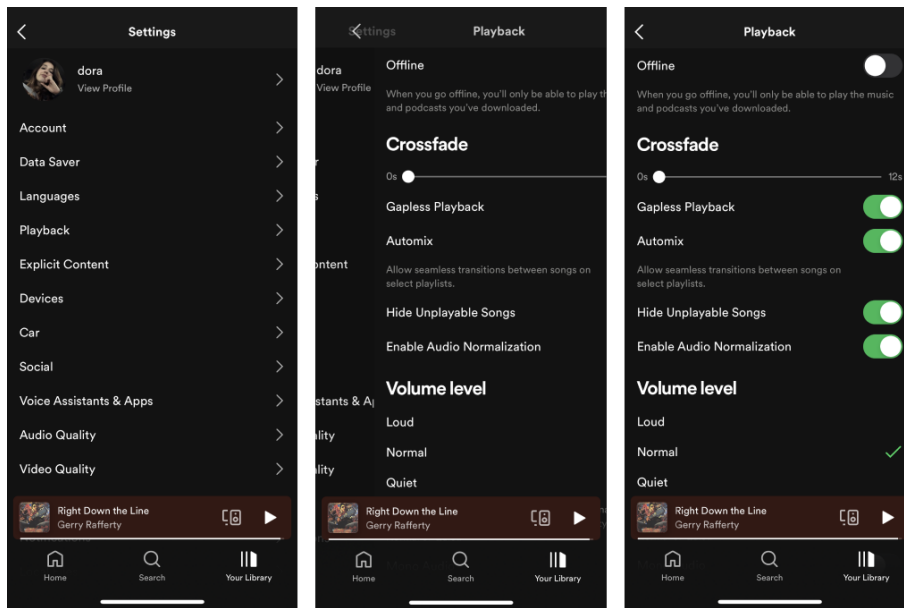 Settings
dora
View Profile
Account
Data Saver
Languages
Playback
Explicit Content
Devices
Car
Social
Voice Assistants & Apps
Audio Quality
Video Quality
Right Down the Line
Gerry Rafferty
Home
Search
Your Library
Settings
Playback
dora
View Profile
Offline
When you go offline, you'll only be able to play th
and podcasts you've downloaded.
Crossfade
0s
Gapless Playback
Automix
ontent
Allow seamless transitions between songs on
select playlists.
Hide Unplayable Songs
Enable Audio Normalization
Volume level
stants & Ap
Loud
ality
Normal
ality
Quiet
Right Down the Line
Gerry Rafferty
Home
Search
Your Library
Playback
Offline
When you go offline, you'll only be able to play the music
and podcasts you've downloaded.
Crossfade
0s
12s
Gapless Playback
Automix
Allow seamless transitions between songs on
select playlists.
Hide Unplayable Songs
Enable Audio Normalization
Volume level
Loud
Normal
Quiet
Right Down the Line
Gerry Rafferty
Home
Search
Your Library